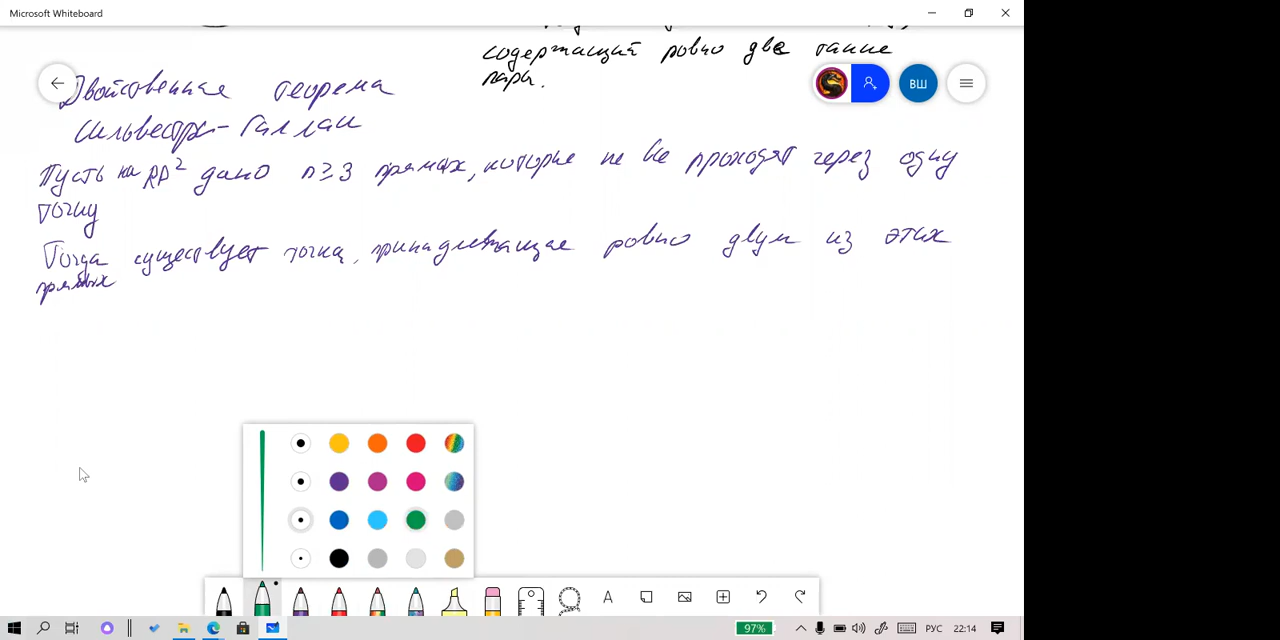 Microsoft Whiteboard
содержащий ровно две такие
пары.
Двойственная теорема
Сильвестра-Галлаи
Пусть на RP² дано n≥3 прямых, которые не все проходят через одну
точку
Тогда существует точка, принадлежащая ровно двум из этих
прямых
ВШ
A
97%
РУС
22:14